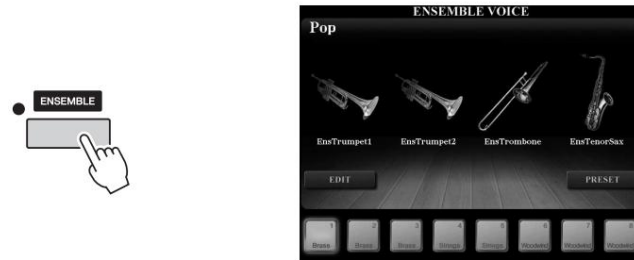 ENSEMBLE
ENSEMBLE VOICE
Pop
EnsTrumpet1 EnsTrumpet2 EnsTrombone EnsTenorSax
EDIT PRESET
1 2 3 4 5 6 7 8
Brass Brass Brass Strings Strings Woodwind Woodwind Woodwind